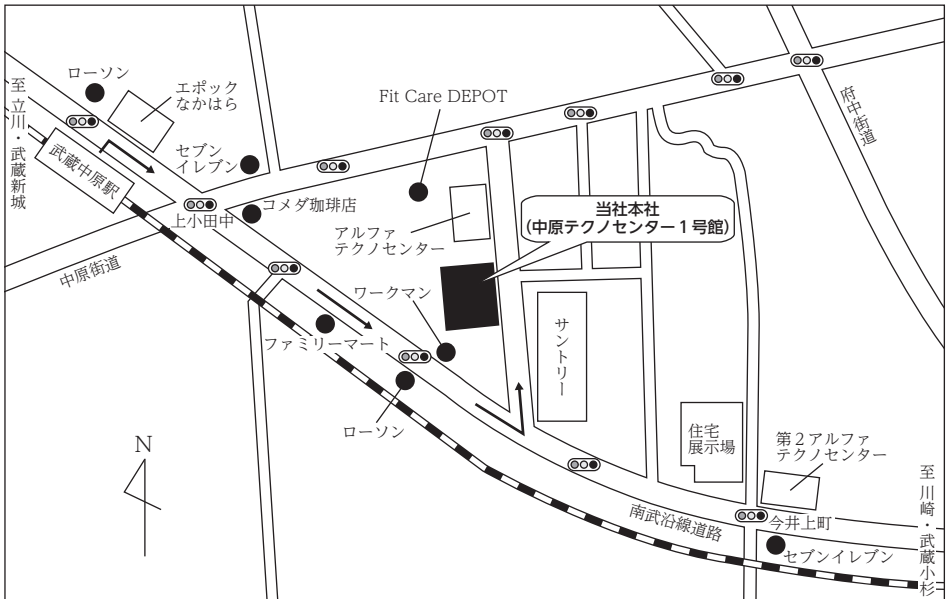 ローソン
エポック
なかはら
至 立川・武蔵新城
武蔵中原駅
セブン
イレブン
Fit Care DEPOT
府中街道
上小田中
コメダ珈琲店
アルファ
テクノセンター
当社本社
(中原テクノセンター1号館)
中原街道
ワークマン
ファミリーマート
サントリー
ローソン
N
住宅
展示場
第2アルファ
テクノセンター
至 川崎・武蔵小杉
南武沿線道路
今井上町
セブンイレブン